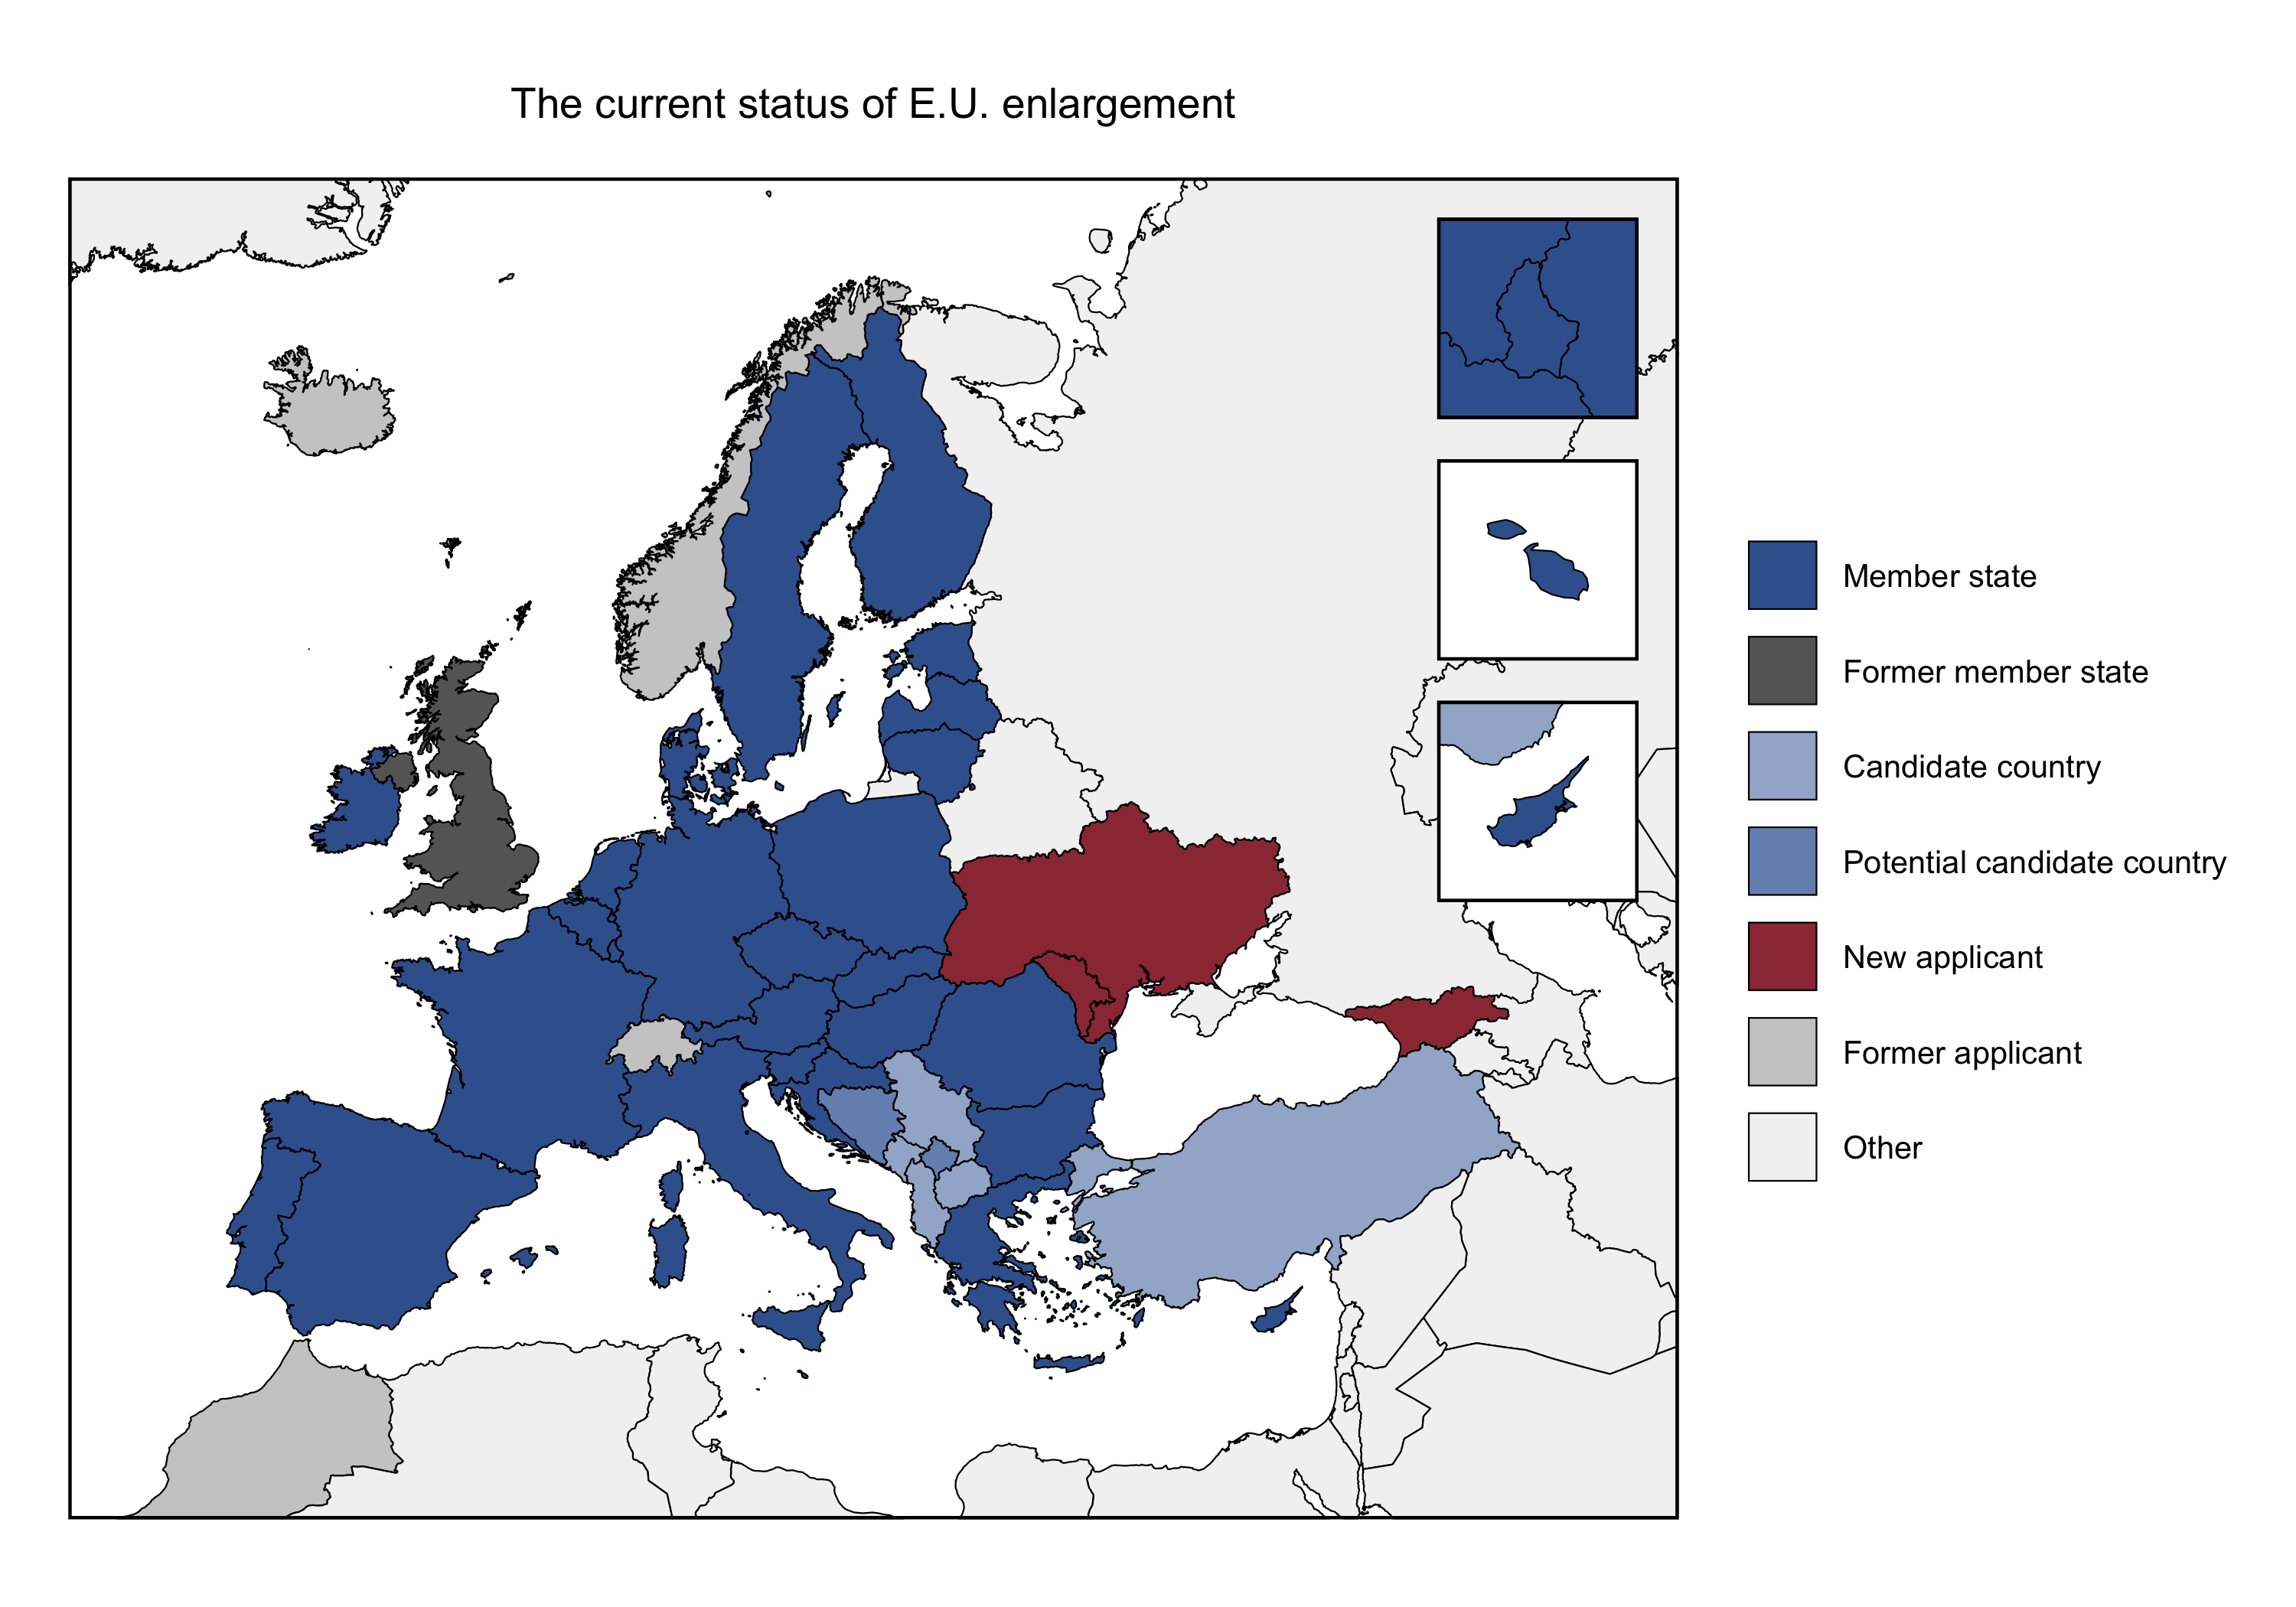 The current status of E.U. enlargement
Member state
Former member state
Candidate country
Potential candidate country
New applicant
Former applicant
Other